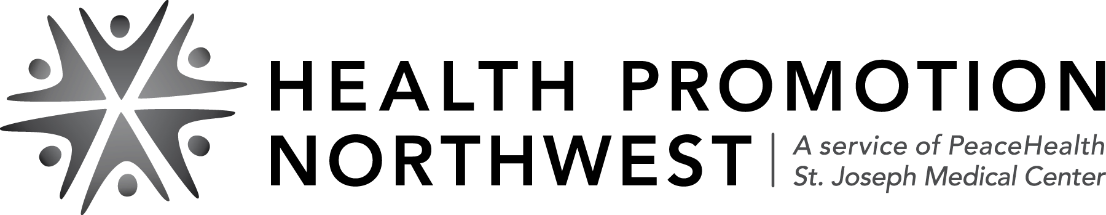 HEALTH PROMOTION
NORTHWEST
A service of PeaceHealth
St. Joseph Medical Center